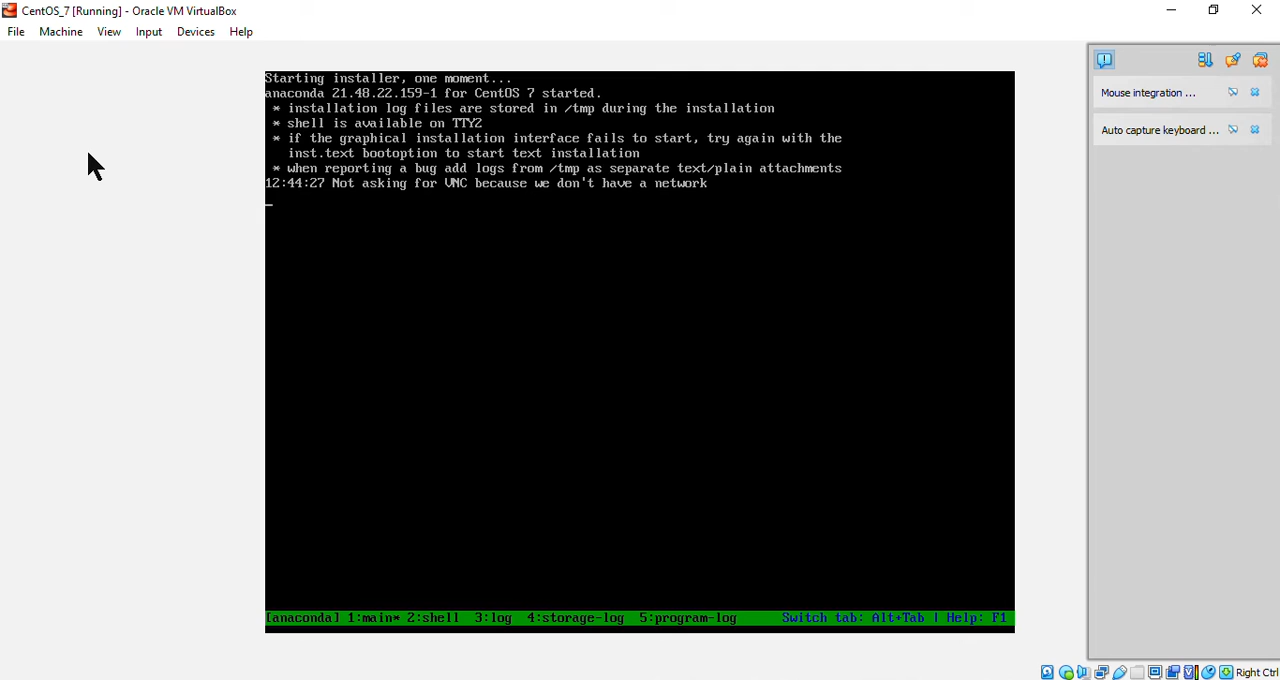 CentOS_7 [Running] - Oracle VM VirtualBox
File Machine View Input Devices Help
Starting installer, one moment...
anaconda 21.48.22.159-1 for CentOS 7 started.
* installation log files are stored in /tmp during the installation
* shell is available on TTY2
* if the graphical installation interface fails to start, try again with the
inst.text bootoption to start text installation
* when reporting a bug add logs from /tmp as separate text/plain attachments
12:44:27 Not asking for VNC because we don't have a network
_
[anaconda] 1:main* 2:shell 3:log 4:storage-log 5:program-log Switch tab: Alt+Tab | Help: F1
Mouse integration ...
Auto capture keyboard ...
Right Ctrl